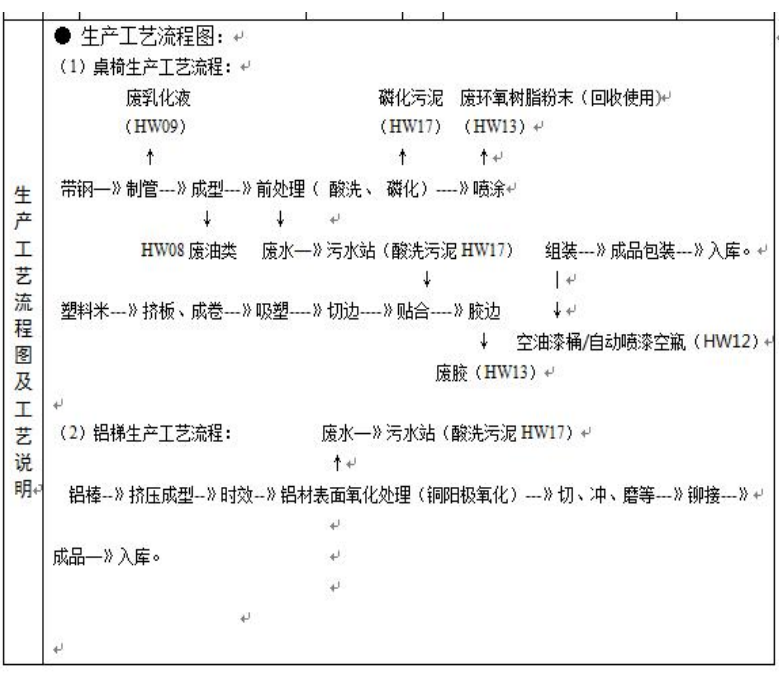 生产工艺流程图及工艺说明
● 生产工艺流程图：
（1）桌椅生产工艺流程：
废乳化液 磷化污泥 废环氧树脂粉末（回收使用)
（HW09） （HW17） （HW13）
↑ ↑ ↑
带钢—》制管---》成型---》前处理（ 酸洗、 磷化）----》喷涂
↓ ↓
HW08 废油类 废水—》污水站（酸洗污泥 HW17） 组装---》成品包装---》入库。
↓ |
塑料米---》挤板、成卷---》吸塑----》切边----》贴合----》胶边 ↓
↓ 空油漆桶/自动喷漆空瓶（HW12）
废胶（HW13）
（2）铝梯生产工艺流程： 废水—》污水站（酸洗污泥 HW17）
↑
铝棒--》挤压成型--》时效--》铝材表面氧化处理（铜阳极氧化）---》切、冲、磨等---》铆接---》
成品—》入库。